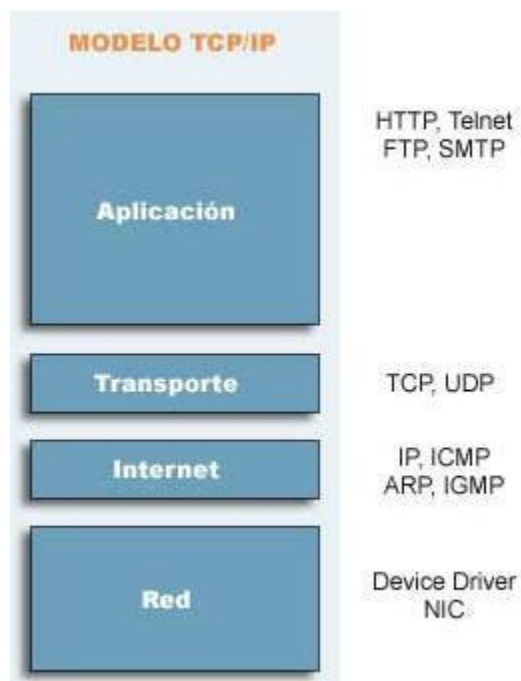 MODELO TCP/IP
Aplicación
HTTP, Telnet
FTP, SMTP
Transporte
TCP, UDP
Internet
IP, ICMP
ARP, IGMP
Red
Device Driver
NIC